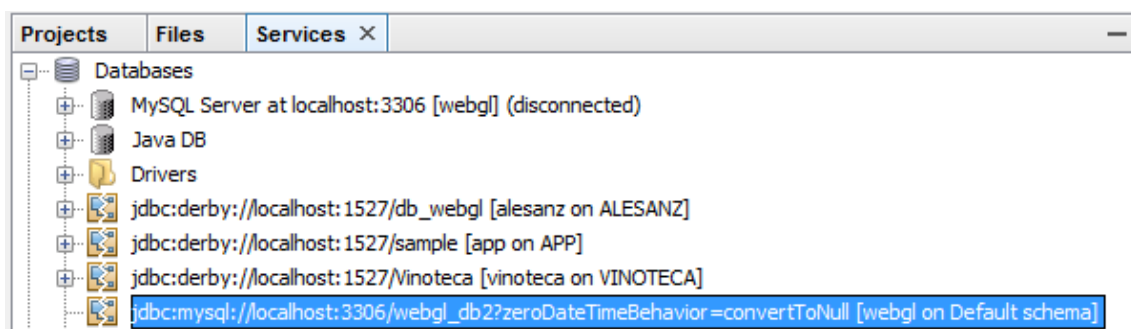 Projects Files Services ×
Databases
MySQL Server at localhost:3306 [webgl] (disconnected)
Java DB
Drivers
jdbc:derby://localhost:1527/db_webgl [alesanz on ALESANZ]
jdbc:derby://localhost:1527/sample [app on APP]
jdbc:derby://localhost:1527/Vinoteca [vinoteca on VINOTECA]
jdbc:mysql://localhost:3306/webgl_db2?zeroDateTimeBehavior=convertToNull [webgl on Default schema]